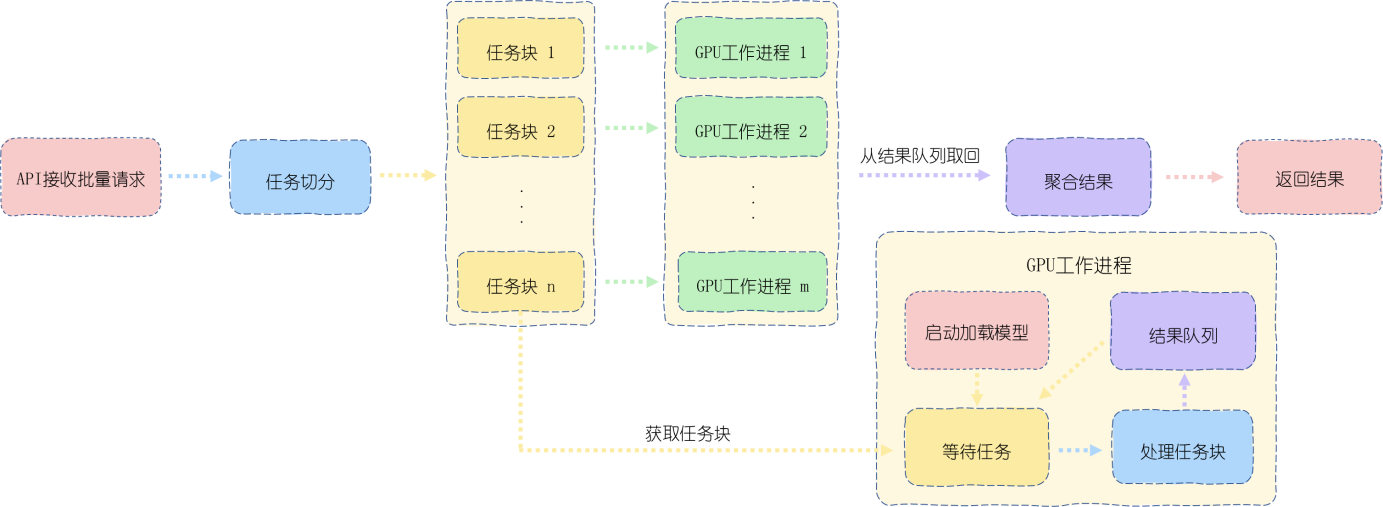 API接收批量请求
任务切分
任务块 1
任务块 2
.
.
.
任务块 n
GPU工作进程 1
GPU工作进程 2
.
.
.
GPU工作进程 m
从结果队列取回
聚合结果
返回结果
获取任务块
GPU工作进程
启动加载模型
结果队列
等待任务
处理任务块